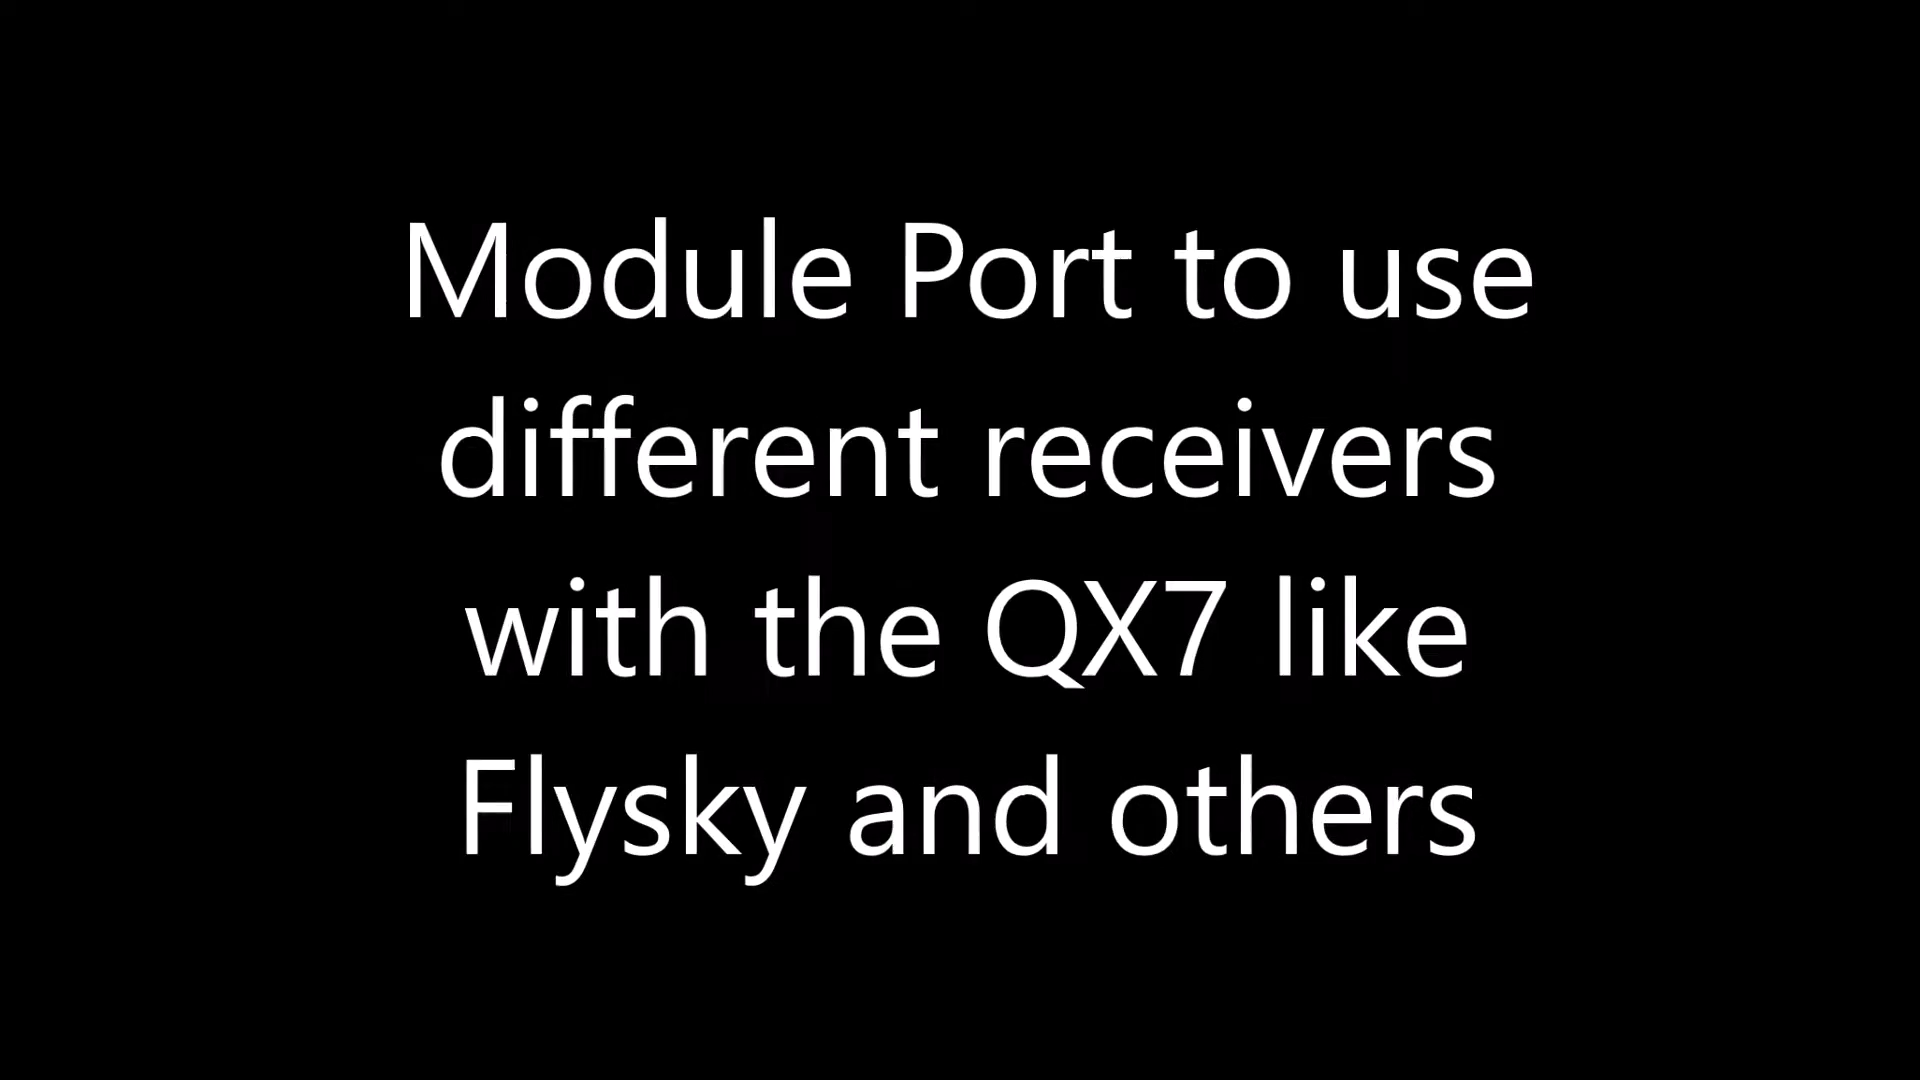 Module Port to use
different receivers
with the QX7 like
Flysky and others